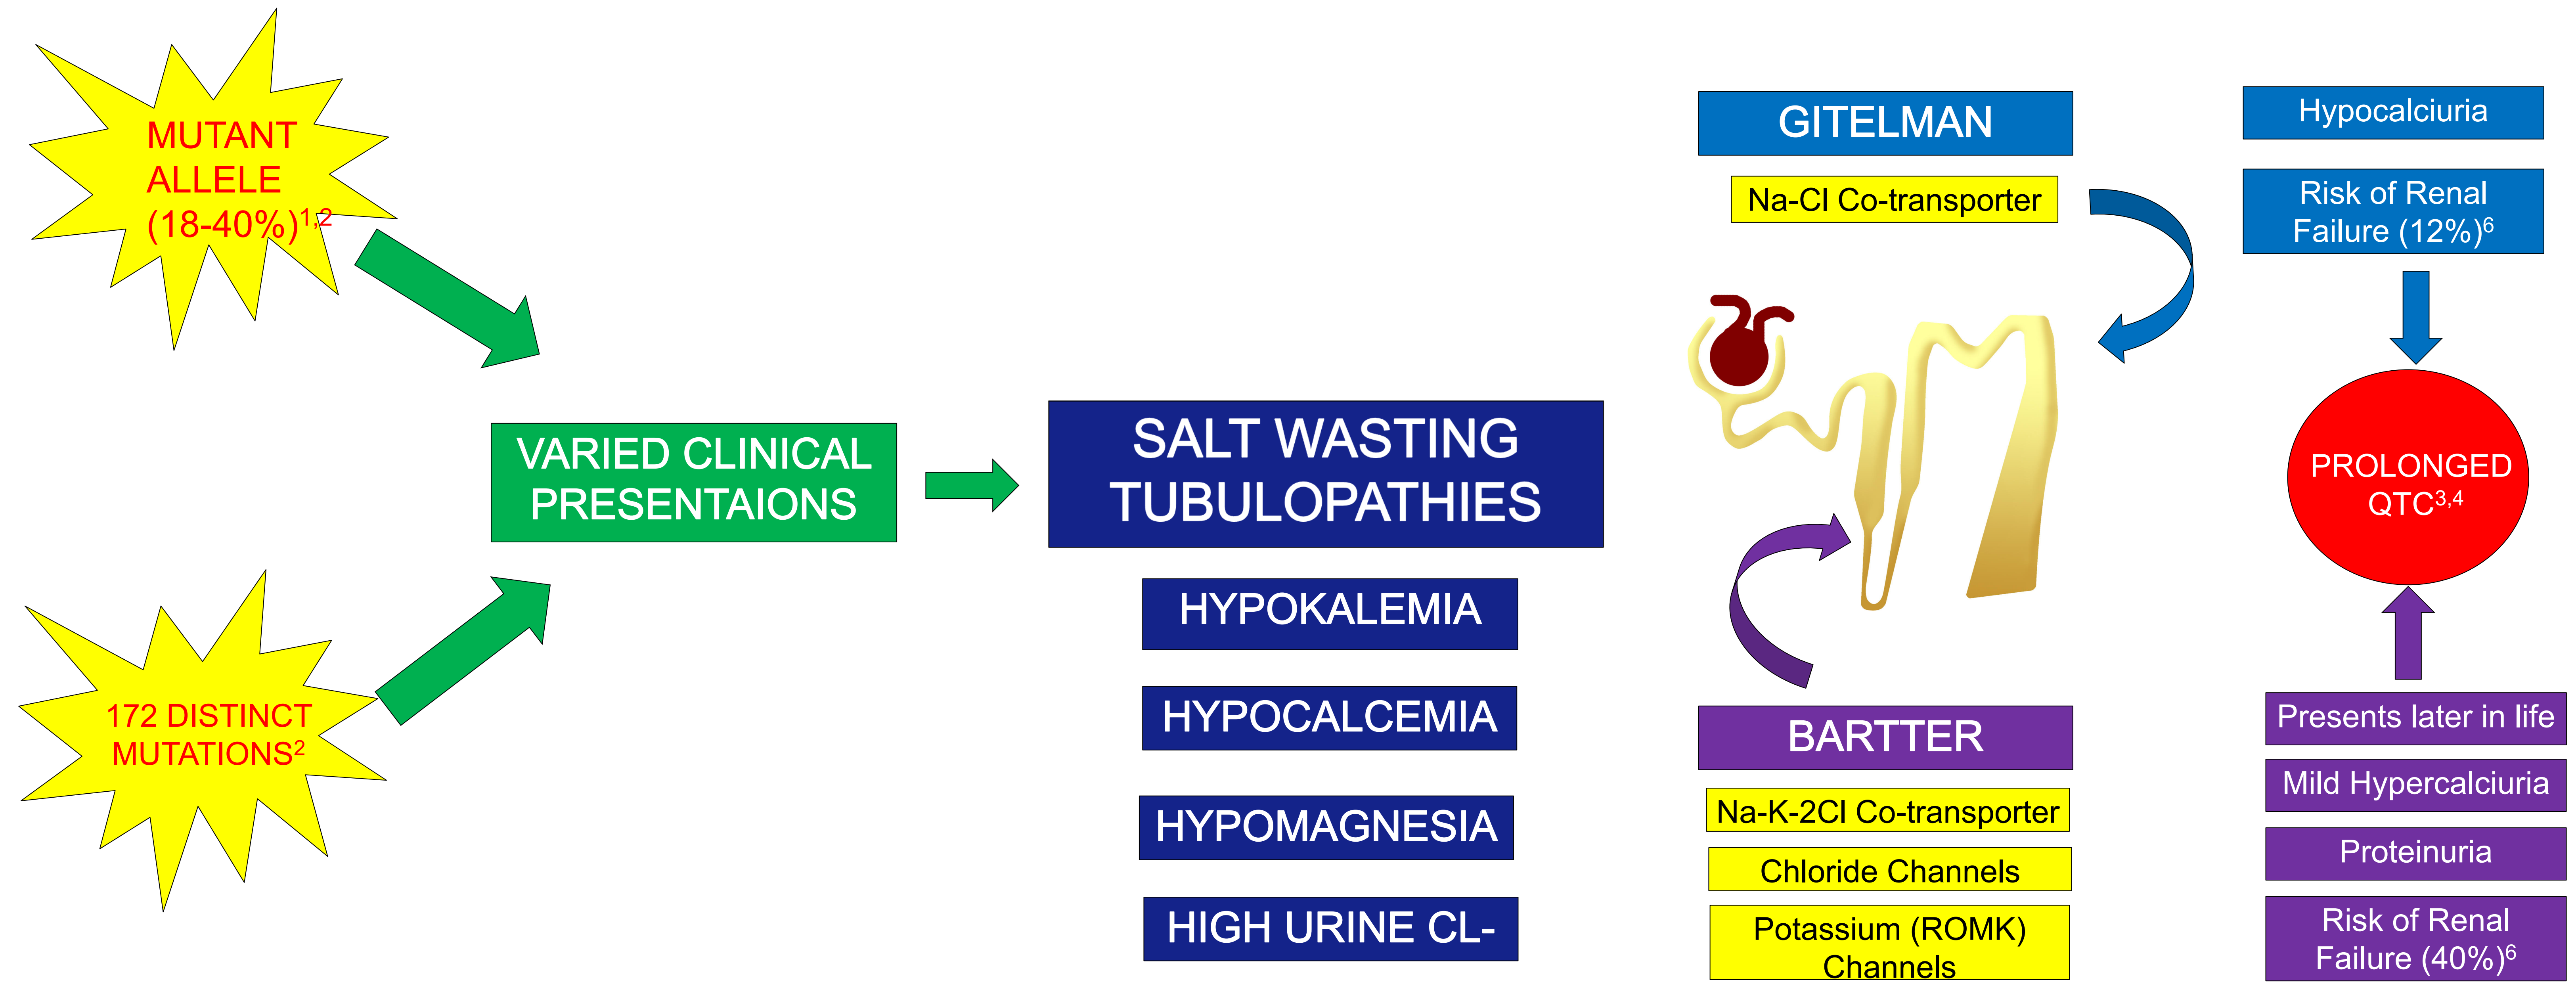 MUTANT
ALLELE
(18-40%)1,2
172 DISTINCT
MUTATIONS2
VARIED CLINICAL
PRESENTAIONS
SALT WASTING
TUBULOPATHIES
HYPOKALEMIA
HYPOCALCEMIA
HYPOMAGNESIA
HIGH URINE CL-
GITELMAN
Na-Cl Co-transporter
BARTTER
Na-K-2Cl Co-transporter
Chloride Channels
Potassium (ROMK)
Channels
Hypocalciuria
Risk of Renal
Failure (12%)6
PROLONGED
QTC3,4
Presents later in life
Mild Hypercalciuria
Proteinuria
Risk of Renal
Failure (40%)6